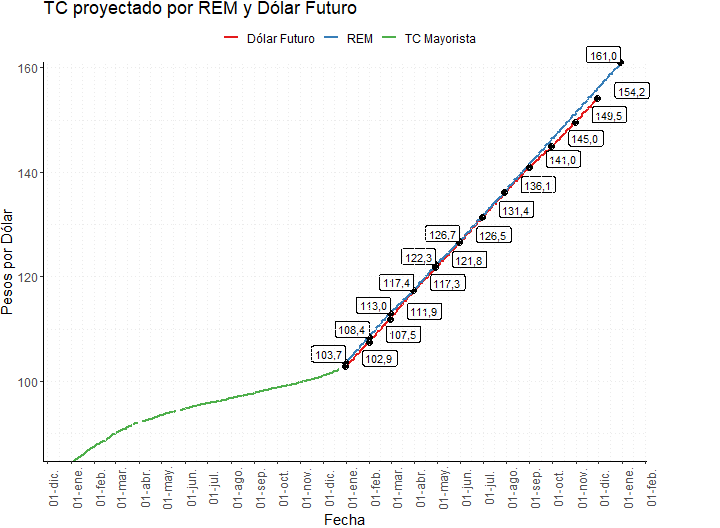 TC proyectado por REM y Dólar Futuro
Dólar Futuro REM TC Mayorista
Pesos por Dólar
160
140
120
100
161,0
154,2
149,5
145,0
141,0
136,1
131,4
126,7
126,5
122,3
121,8
117,4
117,3
113,0
111,9
108,4
107,5
103,7
102,9
01-dic.
01-ene.
01-feb.
01-mar.
01-abr.
01-may.
01-jun.
01-jul.
01-ago.
01-sep.
01-oct.
01-nov.
01-dic.
01-ene.
01-feb.
01-mar.
01-abr.
01-may.
01-jun.
01-jul.
01-ago.
01-sep.
01-oct.
01-nov.
01-dic.
01-ene.
01-feb.
Fecha